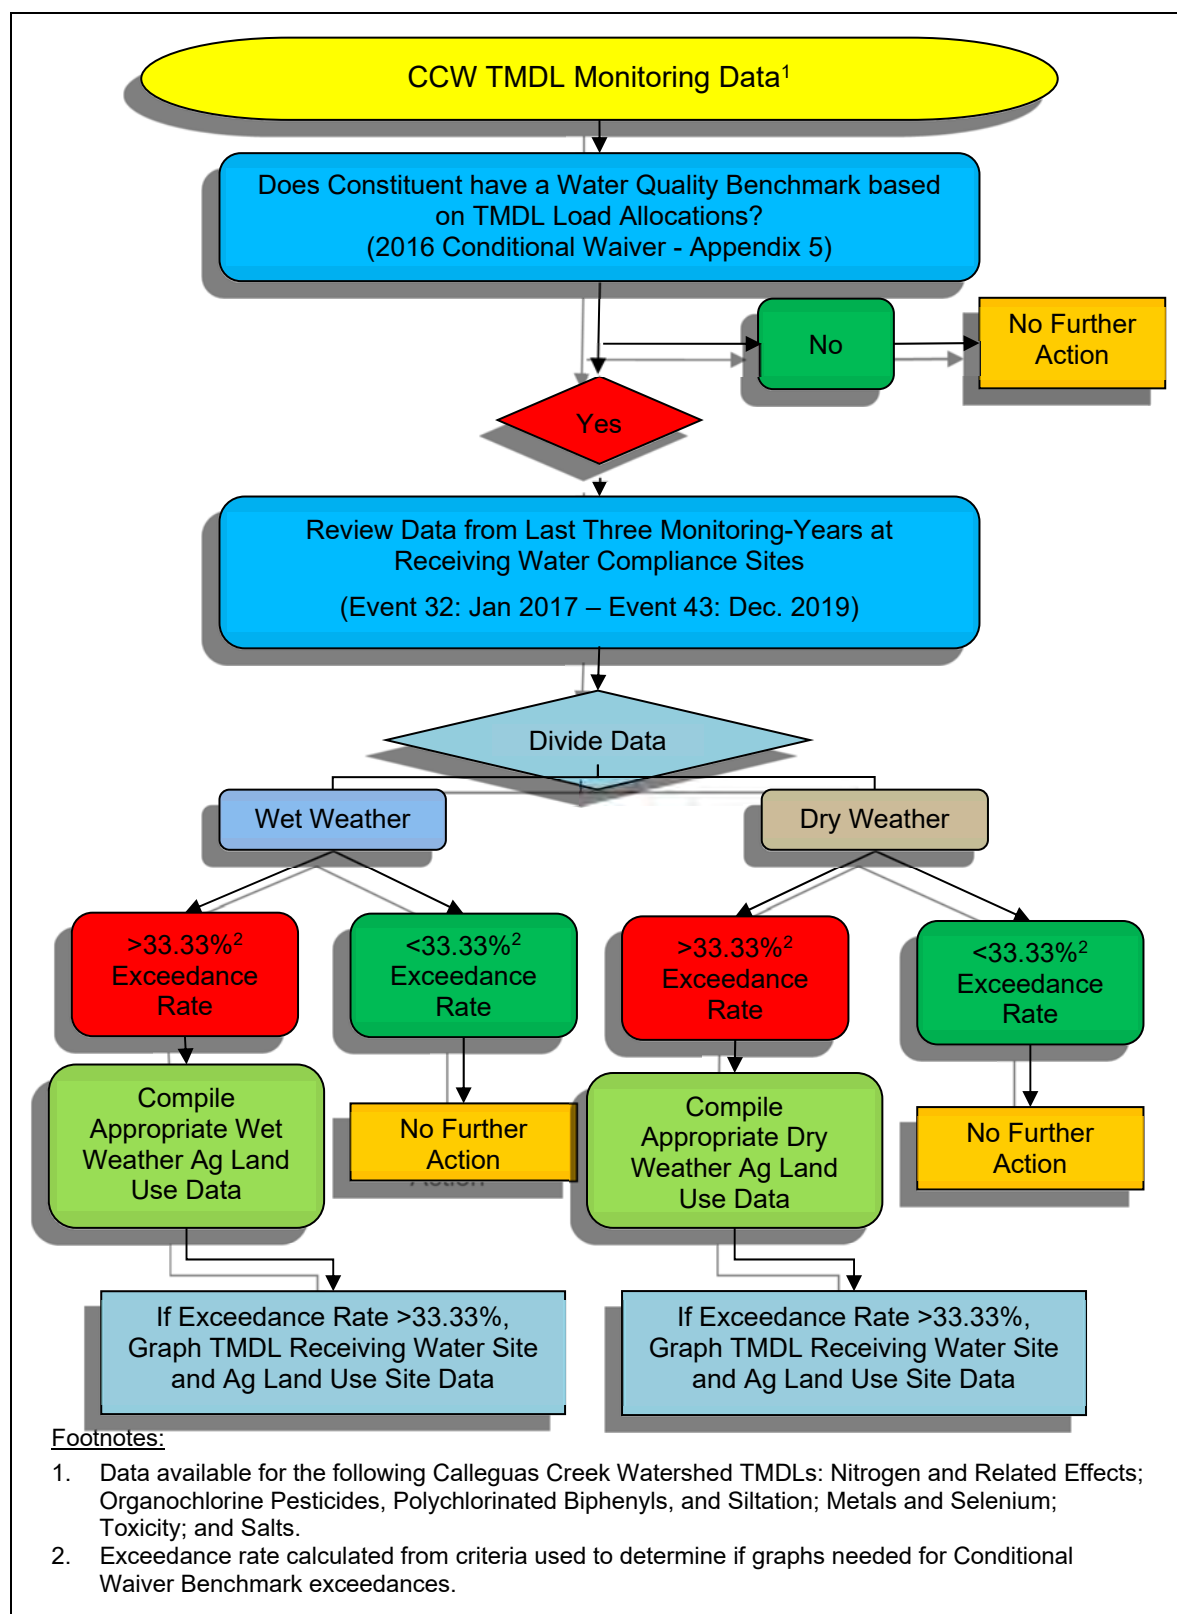 CCW TMDL Monitoring Data¹
Does Constituent have a Water Quality Benchmark based
on TMDL Load Allocations?
(2016 Conditional Waiver - Appendix 5)
No
No Further
Action
Yes
Review Data from Last Three Monitoring-Years at
Receiving Water Compliance Sites
(Event 32: Jan 2017 – Event 43: Dec. 2019)
Divide Data
Wet Weather
Dry Weather
>33.33%²
Exceedance
Rate
<33.33%²
Exceedance
Rate
>33.33%²
Exceedance
Rate
<33.33%²
Exceedance
Rate
Compile
Appropriate Wet
Weather Ag Land
Use Data
No Further
Action
Compile
Appropriate Dry
Weather Ag Land
Use Data
No Further
Action
If Exceedance Rate >33.33%,
Graph TMDL Receiving Water Site
and Ag Land Use Site Data
If Exceedance Rate >33.33%,
Graph TMDL Receiving Water Site
and Ag Land Use Site Data
Footnotes:
1. Data available for the following Calleguas Creek Watershed TMDLs: Nitrogen and Related Effects;
Organochlorine Pesticides, Polychlorinated Biphenyls, and Siltation; Metals and Selenium;
Toxicity; and Salts.
2. Exceedance rate calculated from criteria used to determine if graphs needed for Conditional
Waiver Benchmark exceedances.